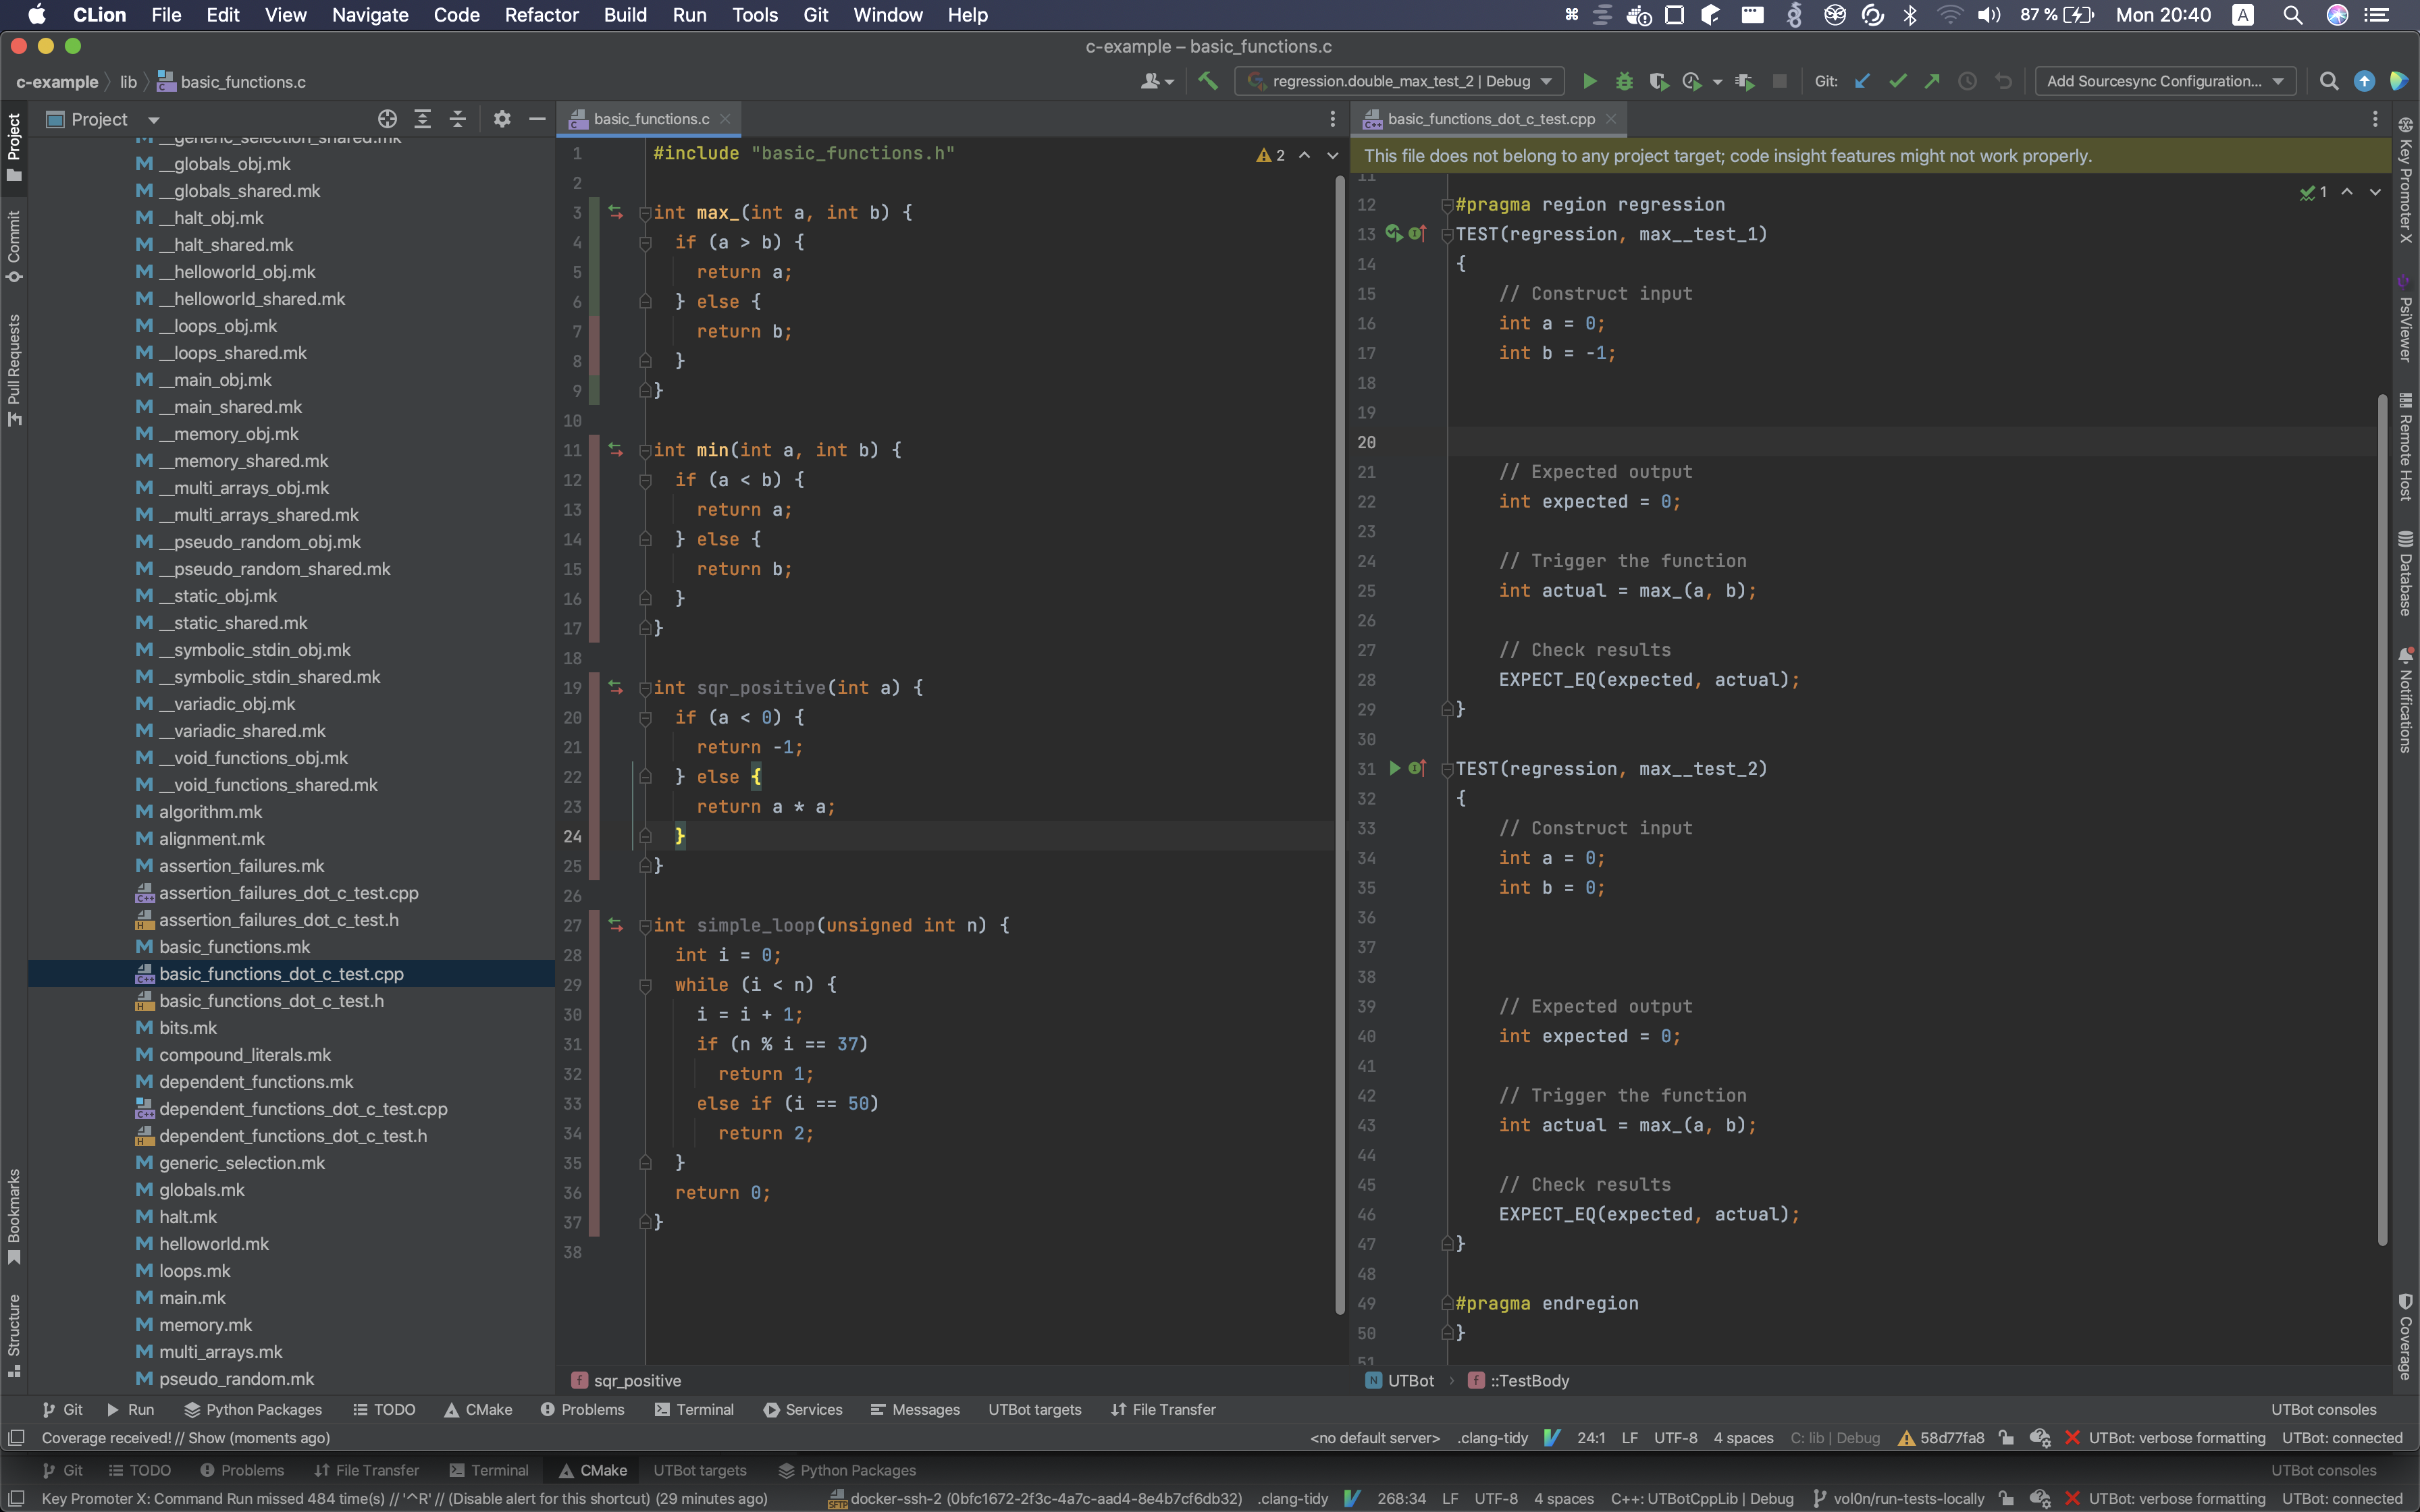 CLion File Edit View Navigate Code Refactor Build Run Tools Git Window Help 87 % Mon 20:40 A
c-example – basic_functions.c
c-example lib basic_functions.c regression.double_max_test_2 | Debug Git: Add Sourcesync Configuration...
Project
Commit
Pull Requests
Bookmarks
Structure
Project
__generic_selection_shared.mk
__globals_obj.mk
__globals_shared.mk
__halt_obj.mk
__halt_shared.mk
__helloworld_obj.mk
__helloworld_shared.mk
__loops_obj.mk
__loops_shared.mk
__main_obj.mk
__main_shared.mk
__memory_obj.mk
__memory_shared.mk
__multi_arrays_obj.mk
__multi_arrays_shared.mk
__pseudo_random_obj.mk
__pseudo_random_shared.mk
__static_obj.mk
__static_shared.mk
__symbolic_stdin_obj.mk
__symbolic_stdin_shared.mk
__variadic_obj.mk
__variadic_shared.mk
__void_functions_obj.mk
__void_functions_shared.mk
algorithm.mk
alignment.mk
assertion_failures.mk
assertion_failures_dot_c_test.cpp
assertion_failures_dot_c_test.h
basic_functions.mk
basic_functions_dot_c_test.cpp
basic_functions_dot_c_test.h
bits.mk
compound_literals.mk
dependent_functions.mk
dependent_functions_dot_c_test.cpp
dependent_functions_dot_c_test.h
generic_selection.mk
globals.mk
halt.mk
helloworld.mk
loops.mk
main.mk
memory.mk
multi_arrays.mk
pseudo_random.mk
basic_functions.c
2
1 #include "basic_functions.h"
2
3 int max_(int a, int b) {
4 if (a > b) {
5 return a;
6 } else {
7 return b;
8 }
9 }
10
11 int min(int a, int b) {
12 if (a < b) {
13 return a;
14 } else {
15 return b;
16 }
17 }
18
19 int sqr_positive(int a) {
20 if (a < 0) {
21 return -1;
22 } else {
23 return a * a;
24 }
25 }
26
27 int simple_loop(unsigned int n) {
28 int i = 0;
29 while (i < n) {
30 i = i + 1;
31 if (n % i == 37)
32 return 1;
33 else if (i == 50)
34 return 2;
35 }
36 return 0;
37 }
38
sqr_positive
basic_functions_dot_c_test.cpp
This file does not belong to any project target; code insight features might not work properly.
1
11
12 #pragma region regression
13 TEST(regression, max__test_1)
14 {
15 // Construct input
16 int a = 0;
17 int b = -1;
18
19
20
21 // Expected output
22 int expected = 0;
23
24 // Trigger the function
25 int actual = max_(a, b);
26
27 // Check results
28 EXPECT_EQ(expected, actual);
29 }
30
31 TEST(regression, max__test_2)
32 {
33 // Construct input
34 int a = 0;
35 int b = 0;
36
37
38
39 // Expected output
40 int expected = 0;
41
42 // Trigger the function
43 int actual = max_(a, b);
44
45 // Check results
46 EXPECT_EQ(expected, actual);
47 }
48
49 #pragma endregion
50 }
51
UTBot ::TestBody
Key Promoter X
PsiViewer
Remote Host
Database
Notifications
Coverage
Git Run Python Packages TODO CMake Problems Terminal Services Messages UTBot targets File Transfer UTBot consoles
Coverage received! // Show (moments ago) <no default server> .clang-tidy 24:1 LF UTF-8 4 spaces C: lib | Debug 58d77fa8 UTBot: verbose formatting UTBot: connected
Git TODO Problems File Transfer Terminal CMake UTBot targets Python Packages UTBot consoles
Key Promoter X: Command Run missed 484 time(s) // '^R' // (Disable alert for this shortcut) (29 minutes ago) docker-ssh-2 (0bfc1672-2f3c-4a7c-aad4-8e4b7cf6db32) .clang-tidy 268:34 LF UTF-8 4 spaces C++: UTBotCppLib | Debug vol0n/run-tests-locally UTBot: verbose formatting UTBot: connected